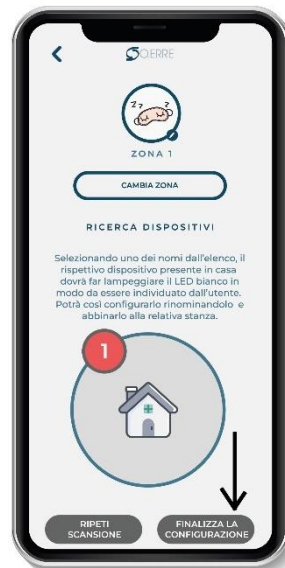 O.ERRE
z z z z
ZONA 1
CAMBIA ZONA
RICERCA DISPOSITIVI
Selezionando uno dei nomi dall'elenco, il
rispettivo dispositivo presente in casa
dovrà far lampeggiare il LED bianco in
modo da essere individuato dall'utente.
Potrà così configurarlo rinominandolo e
abbinarlo alla relativa stanza.
1
RIPETI
SCANSIONE
FINALIZZA LA
CONFIGURAZIONE